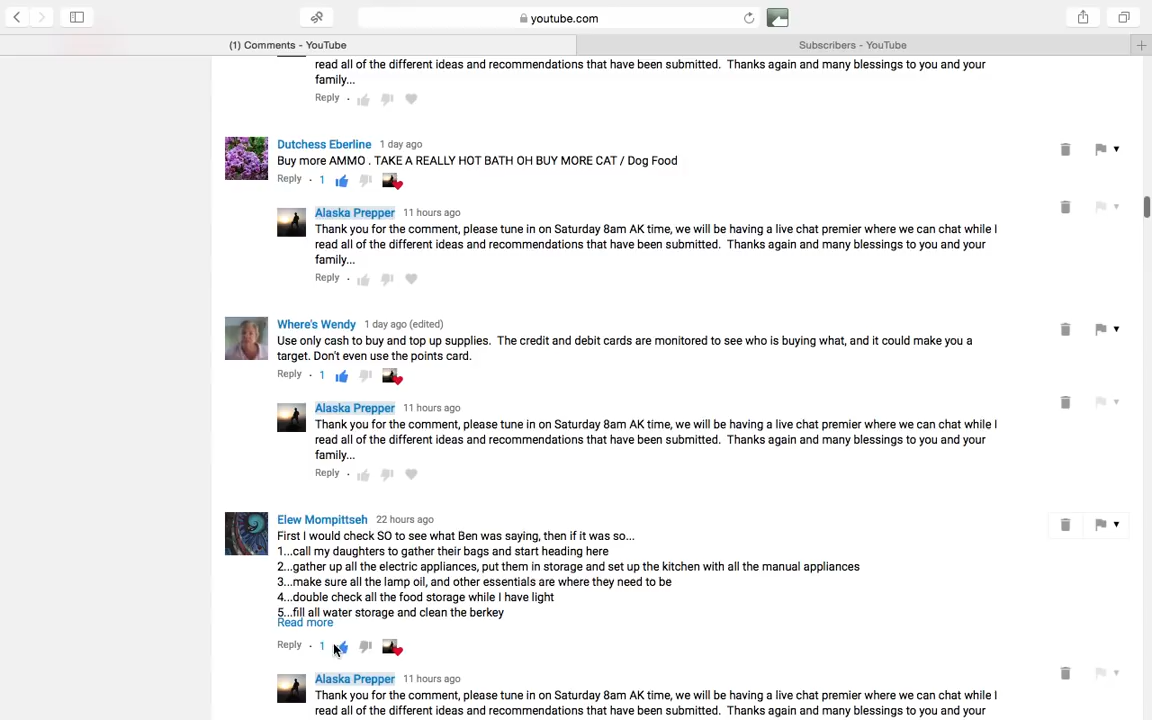 youtube.com
(1) Comments - YouTube
Subscribers - YouTube
read all of the different ideas and recommendations that have been submitted. Thanks again and many blessings to you and your
family...
Reply
Dutchess Eberline 1 day ago
Buy more AMMO . TAKE A REALLY HOT BATH OH BUY MORE CAT / Dog Food
Reply 1
Alaska Prepper 11 hours ago
Thank you for the comment, please tune in on Saturday 8am AK time, we will be having a live chat premier where we can chat while I
read all of the different ideas and recommendations that have been submitted. Thanks again and many blessings to you and your
family...
Reply
Where's Wendy 1 day ago (edited)
Use only cash to buy and top up supplies. The credit and debit cards are monitored to see who is buying what, and it could make you a
target. Don't even use the points card.
Reply 1
Alaska Prepper 11 hours ago
Thank you for the comment, please tune in on Saturday 8am AK time, we will be having a live chat premier where we can chat while I
read all of the different ideas and recommendations that have been submitted. Thanks again and many blessings to you and your
family...
Reply
Elew Mompittseh 22 hours ago
First I would check SO to see what Ben was saying, then if it was so...
1...call my daughters to gather their bags and start heading here
2...gather up all the electric appliances, put them in storage and set up the kitchen with all the manual appliances
3...make sure all the lamp oil, and other essentials are where they need to be
4...double check all the food storage while I have light
5...fill all water storage and clean the berkey
Read more
Reply 1
Alaska Prepper 11 hours ago
Thank you for the comment, please tune in on Saturday 8am AK time, we will be having a live chat premier where we can chat while I
read all of the different ideas and recommendations that have been submitted. Thanks again and many blessings to you and your